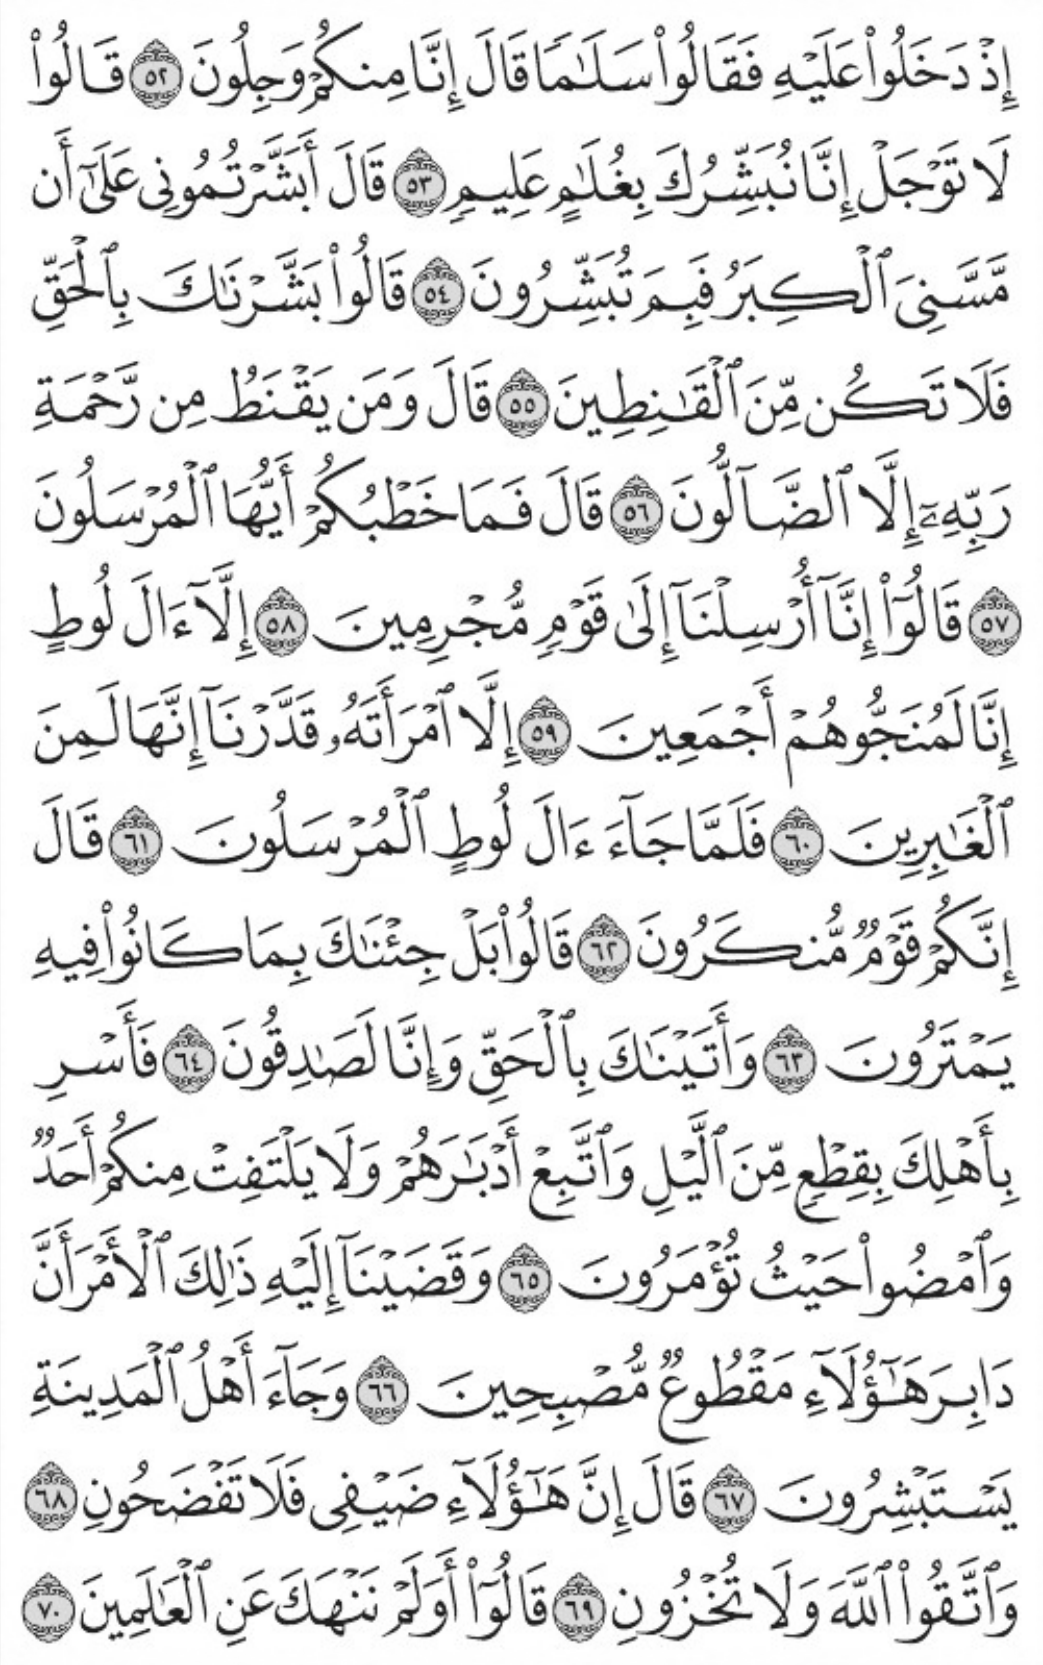 إِذْ دَخَلُوا۟ عَلَيْهِ فَقَالُوا۟ سَلَـٰمًا قَالَ إِنَّا مِنكُمْ وَجِلُونَ ٥٢ قَالُوا۟
لَا تَوْجَلْ إِنَّا نُبَشِّرُكَ بِغُلَـٰمٍ عَلِيمٍ ٥٣ قَالَ أَبَشَّرْتُمُونِى عَلَىٰٓ أَن
مَّسَّنِىَ ٱلْكِبَرُ فَبِمَ تُبَشِّرُونَ ٥٤ قَالُوا۟ بَشَّرْنَـٰكَ بِٱلْحَقِّ
فَلَا تَكُن مِّنَ ٱلْقَـٰنِطِينَ ٥٥ قَالَ وَمَن يَقْنَطُ مِن رَّحْمَةِ
رَبِّهِۦٓ إِلَّا ٱلضَّآلُّونَ ٥٦ قَالَ فَمَا خَطْبُكُمْ أَيُّهَا ٱلْمُرْسَلُونَ
٥٧ قَالُوٓا۟ إِنَّآ أُرْسِلْنَآ إِلَىٰ قَوْمٍ مُّجْرِمِينَ ٥٨ إِلَّآ ءَالَ لُوطٍ
إِنَّا لَمُنَجُّوهُمْ أَجْمَعِينَ ٥٩ إِلَّا ٱمْرَأَتَهُۥ قَدَّرْنَآ إِنَّهَا لَمِنَ
ٱلْغَـٰبِرِينَ ٦٠ فَلَمَّا جَآءَ ءَالَ لُوطٍ ٱلْمُرْسَلُونَ ٦١ قَالَ
إِنَّكُمْ قَوْمٌ مُّنكَرُونَ ٦٢ قَالُوا۟ بَلْ جِئْنَـٰكَ بِمَا كَانُوا۟ فِيهِ
يَمْتَرُونَ ٦٣ وَأَتَيْنَـٰكَ بِٱلْحَقِّ وَإِنَّا لَصَـٰدِقُونَ ٦٤ فَأَسْرِ
بِأَهْلِكَ بِقِطْعٍ مِّنَ ٱلَّيْلِ وَٱتَّبِعْ أَدْبَـٰرَهُمْ وَلَا يَلْتَفِتْ مِنكُمْ أَحَدٌ
وَٱمْضُوا۟ حَيْثُ تُؤْمَرُونَ ٦٥ وَقَضَيْنَآ إِلَيْهِ ذَٰلِكَ ٱلْأَمْرَ أَنَّ
دَابِرَ هَـٰٓؤُلَآءِ مَقْطُوعٌ مُّصْبِحِينَ ٦٦ وَجَآءَ أَهْلُ ٱلْمَدِينَةِ
يَسْتَبْشِرُونَ ٦٧ قَالَ إِنَّ هَـٰٓؤُلَآءِ ضَيْفِى فَلَا تَفْضَحُونِ ٦٨
وَٱتَّقُوا۟ ٱللَّهَ وَلَا تُخْزُونِ ٦٩ قَالُوٓا۟ أَوَلَمْ نَنْهَكَ عَنِ ٱلْعَـٰلَمِينَ ٧٠